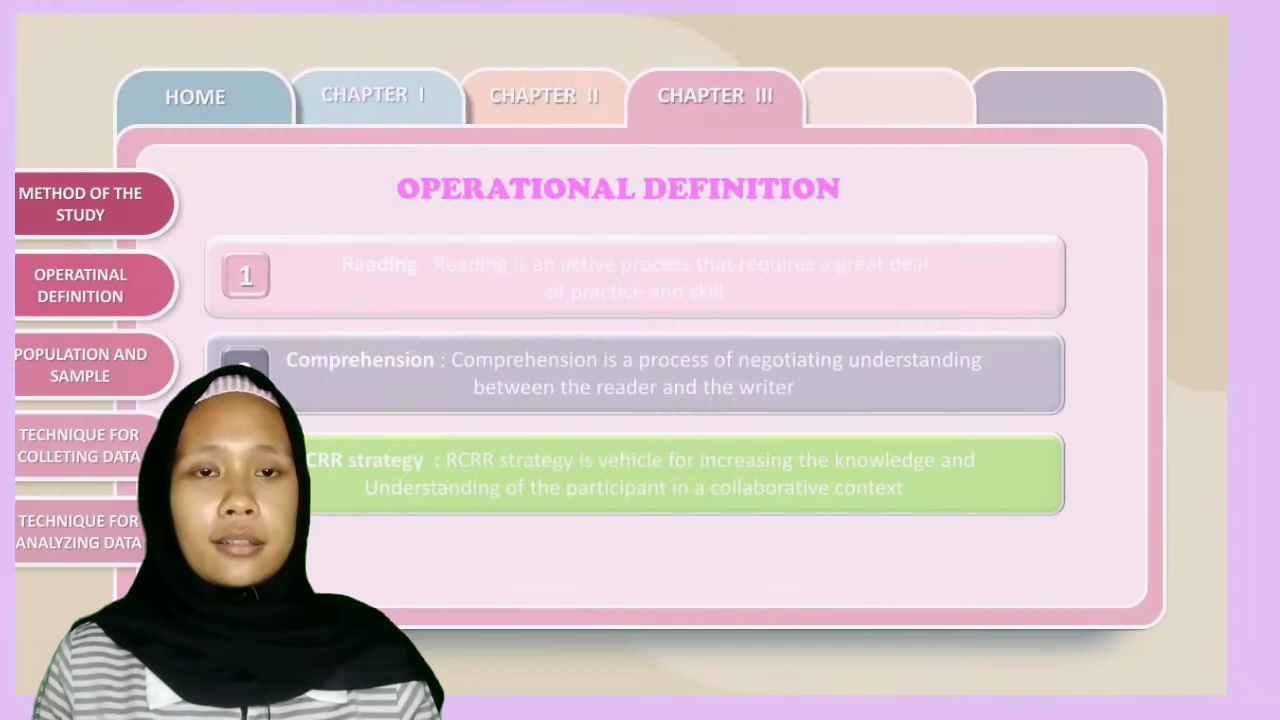 HOME
CHAPTER I
CHAPTER II
CHAPTER III
METHOD OF THE
STUDY
OPERATINAL
DEFINITION
POPULATION AND
SAMPLE
TECHNIQUE FOR
COLLETING DATA
TECHNIQUE FOR
ANALYZING DATA
OPERATIONAL DEFINITION
1
Raeding : Reading is an active process that requires a great deal
of practice and skill
Comprehension : Comprehension is a process of negotiating understanding
between the reader and the writer
CRR strategy : RCRR strategy is vehicle for increasing the knowledge and
Understanding of the participant in a collaborative context